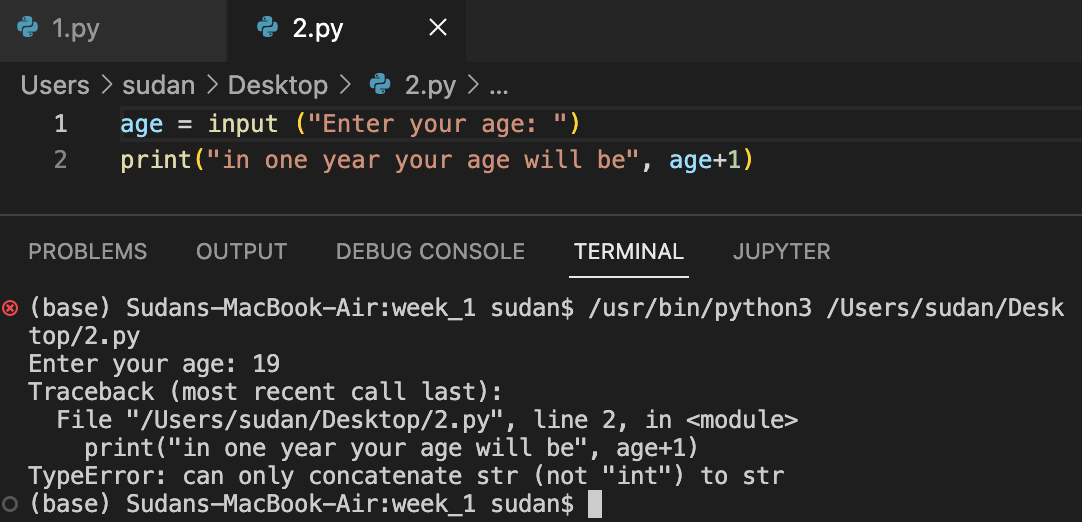 1.py 2.py
Users > sudan > Desktop > 2.py > ...
1 age = input ("Enter your age: ")
2 print("in one year your age will be", age+1)
PROBLEMS OUTPUT DEBUG CONSOLE TERMINAL JUPYTER
(base) Sudans-MacBook-Air:week_1 sudan$ /usr/bin/python3 /Users/sudan/Desk
top/2.py
Enter your age: 19
Traceback (most recent call last):
  File "/Users/sudan/Desktop/2.py", line 2, in <module>
    print("in one year your age will be", age+1)
TypeError: can only concatenate str (not "int") to str
(base) Sudans-MacBook-Air:week_1 sudan$